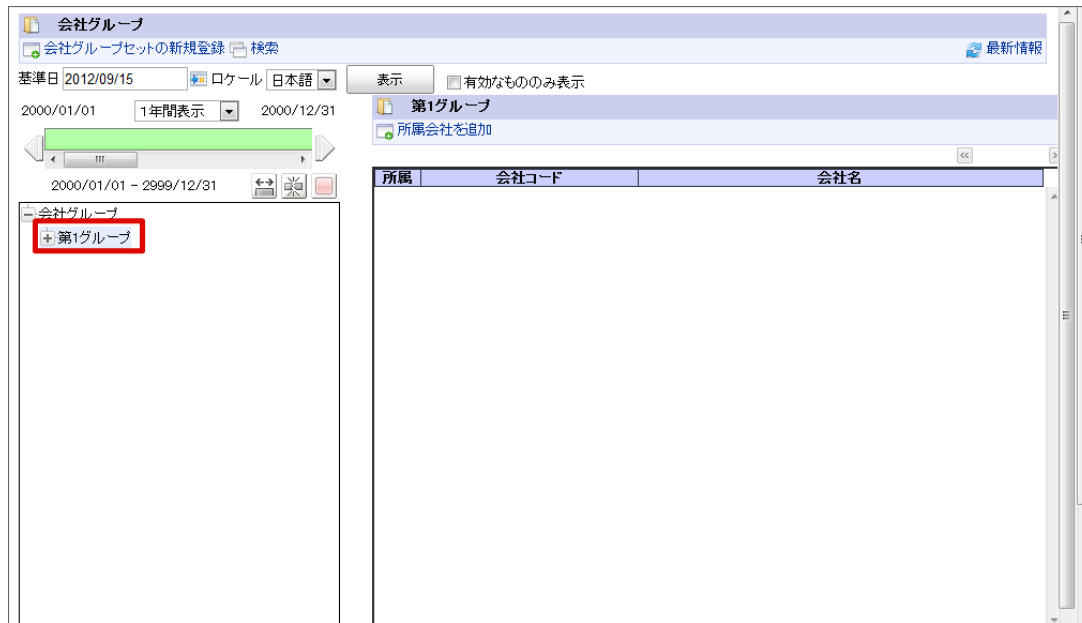 会社グループ
会社グループセットの新規登録 検索 最新情報
基準日 2012/09/15 ロケール 日本語 表示 有効なもののみ表示
2000/01/01 1年間表示 2000/12/31
第1グループ
所属会社を追加
2000/01/01 - 2999/12/31
所属 会社コード 会社名
会社グループ
第1グループ